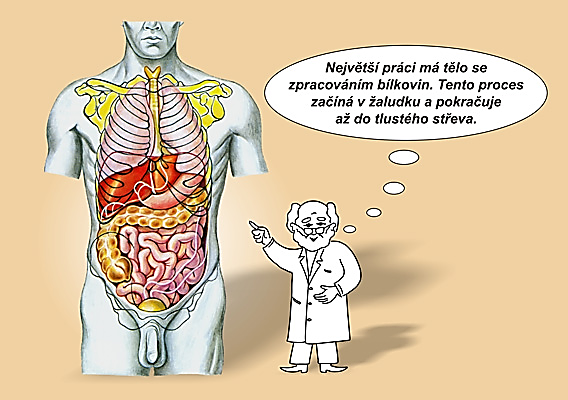 Největší práci má tělo se
zpracováním bílkovin. Tento proces
začíná v žaludku a pokračuje
až do tlustého střeva.